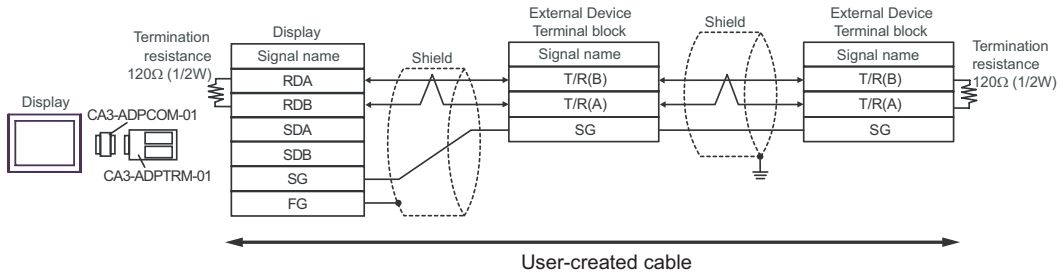 Display
CA3-ADPCOM-01
CA3-ADPTRM-01
Termination
resistance
120Ω (1/2W)
Display
Signal name
RDA
RDB
SDA
SDB
SG
FG
Shield
External Device
Terminal block
Signal name
T/R(B)
T/R(A)
SG
Shield
External Device
Terminal block
Signal name
T/R(B)
T/R(A)
SG
Termination
resistance
120Ω (1/2W)
User-created cable